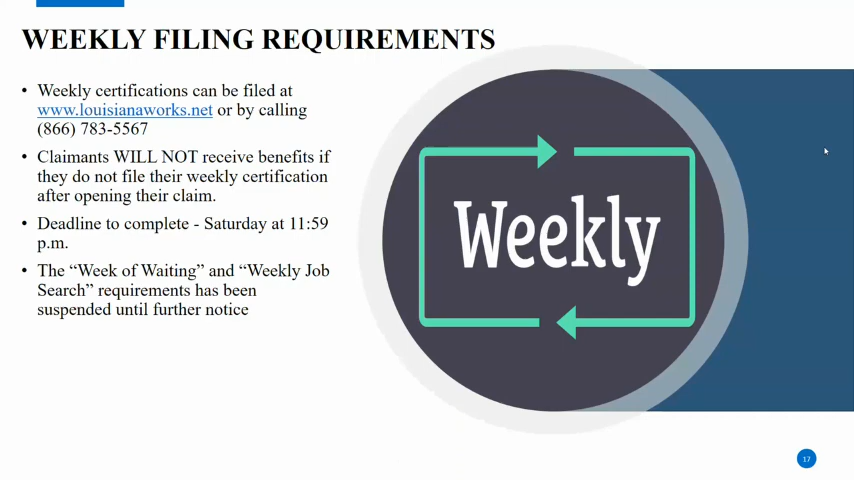 WEEKLY FILING REQUIREMENTS
• Weekly certifications can be filed at
www.louisianaworks.net or by calling
(866) 783-5567
• Claimants WILL NOT receive benefits if
they do not file their weekly certification
after opening their claim.
• Deadline to complete - Saturday at 11:59
p.m.
• The “Week of Waiting” and “Weekly Job
Search” requirements has been
suspended until further notice
Weekly
17